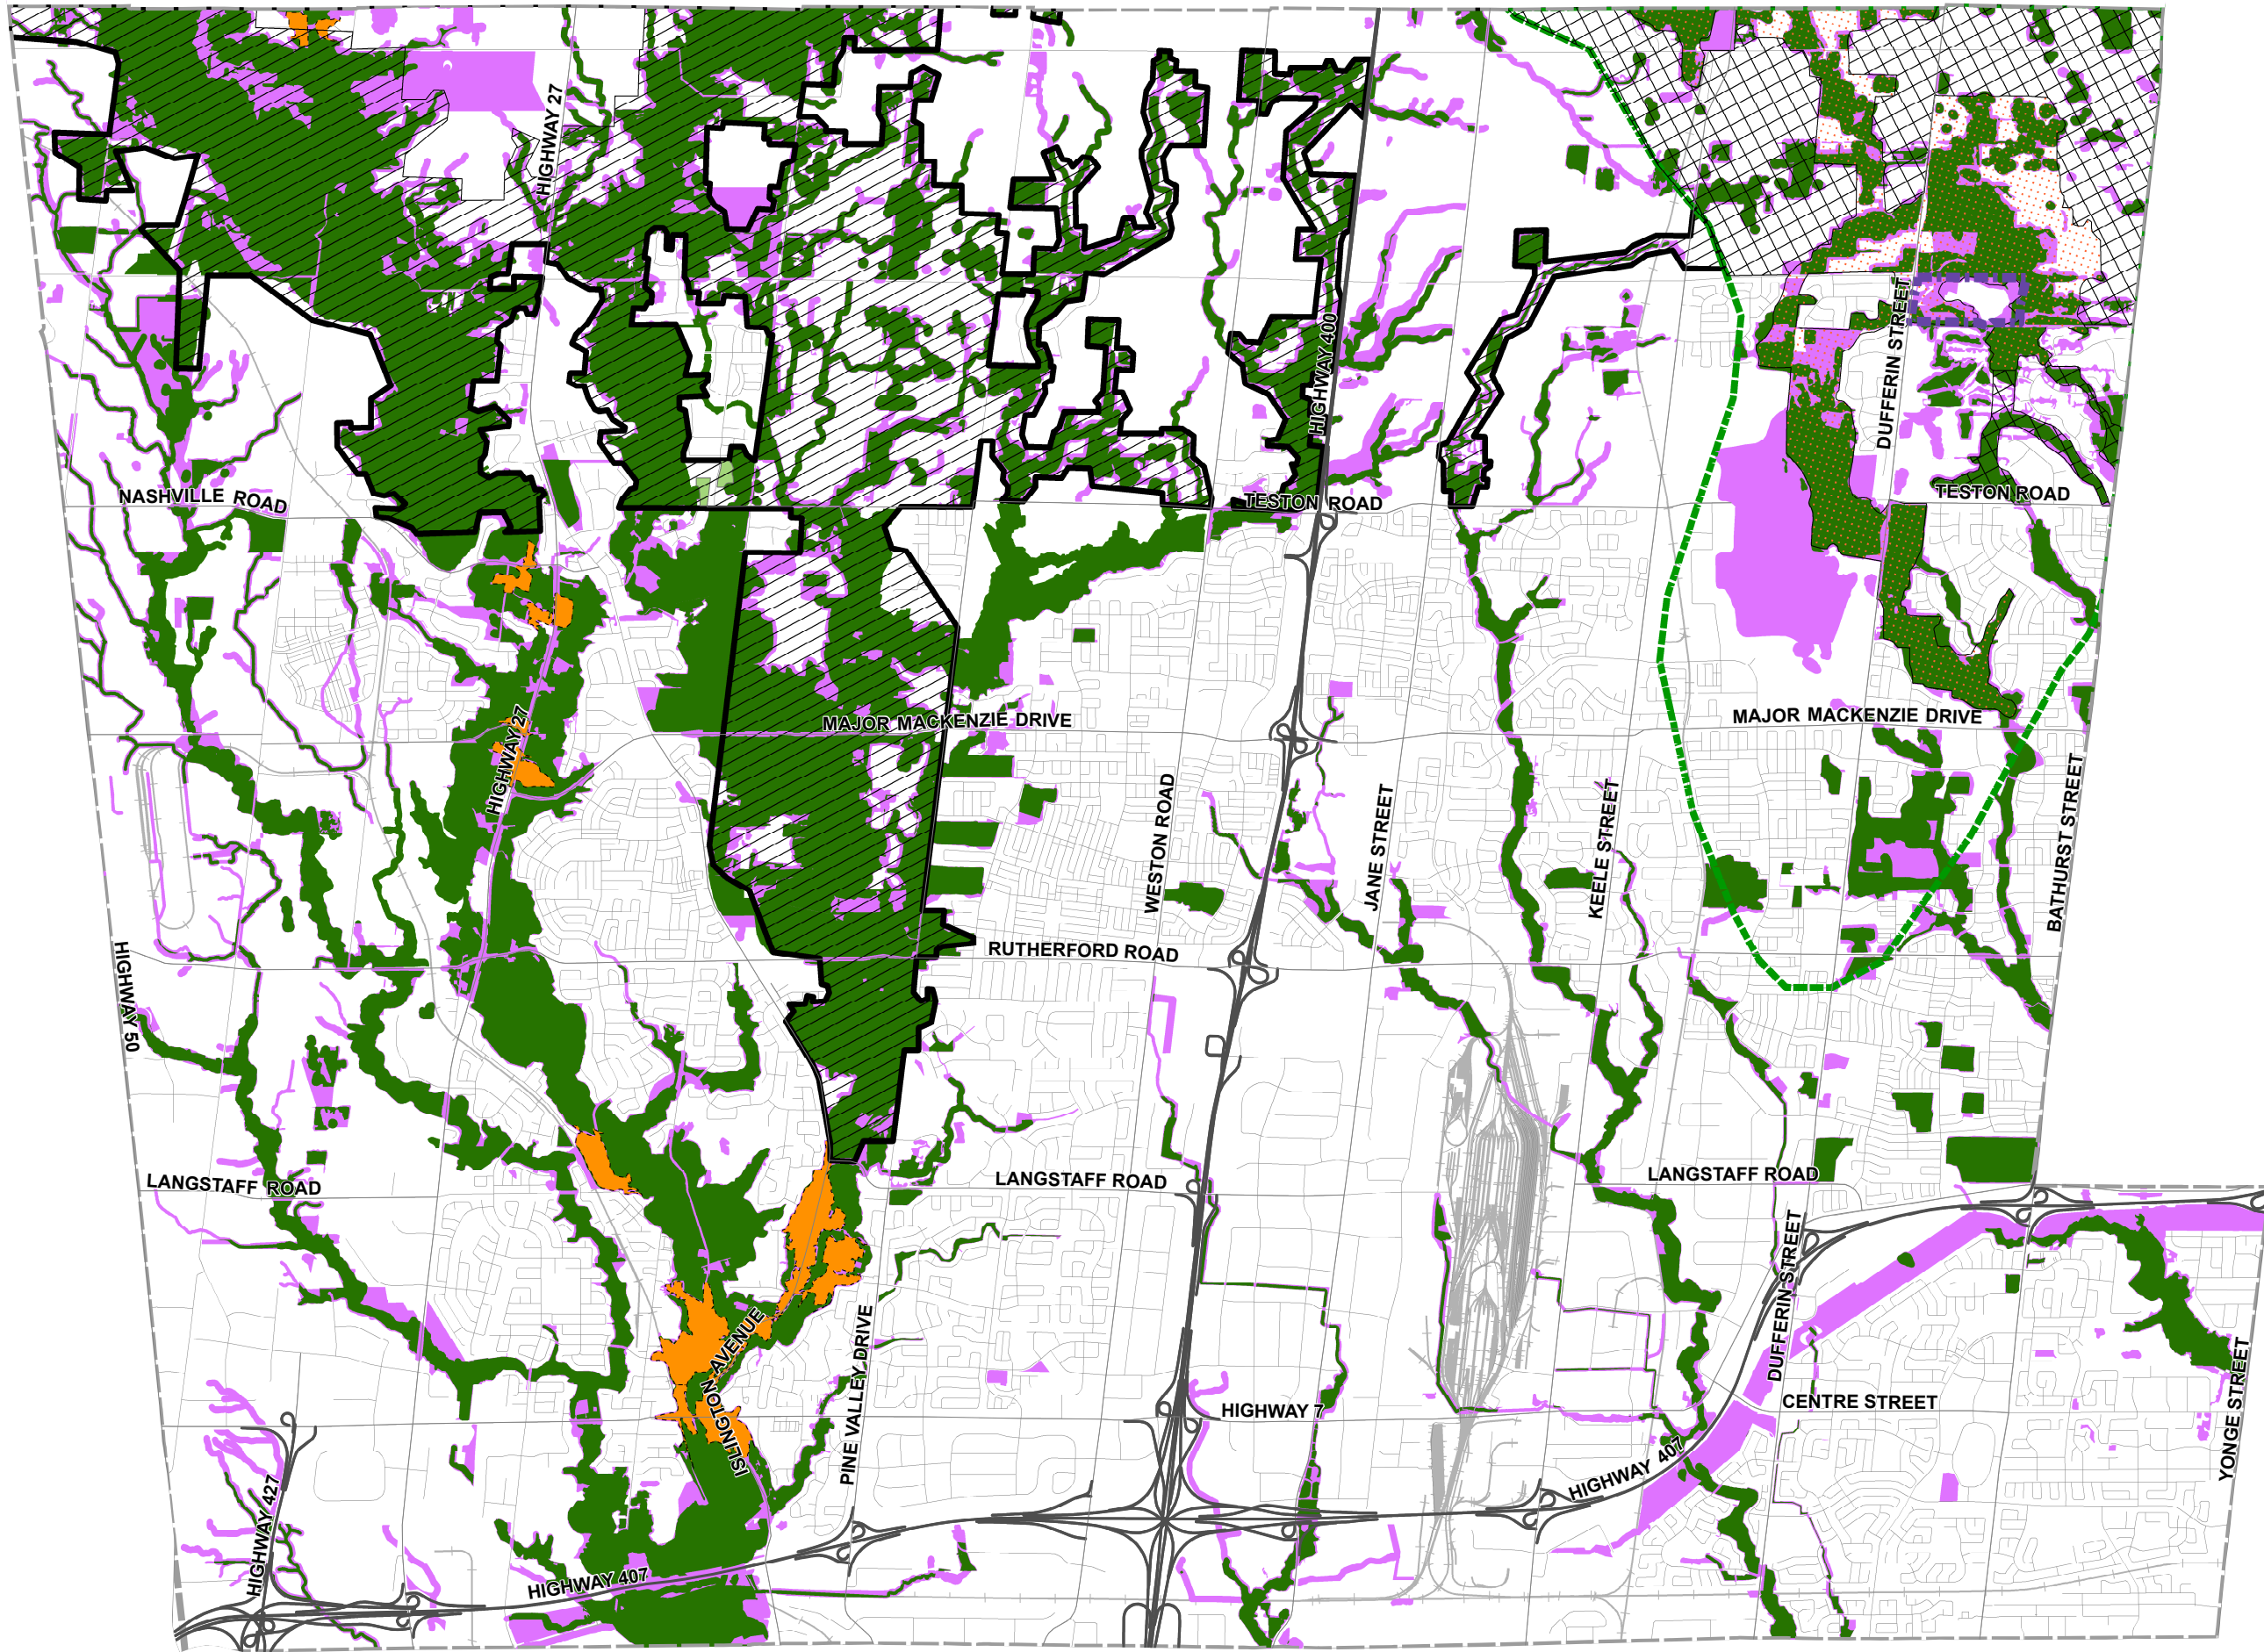 HIGHWAY 27
HIGHWAY 400
DUFFERIN STREET
NASHVILLE ROAD
TESTON ROAD
TESTON ROAD
MAJOR MACKENZIE DRIVE
MAJOR MACKENZIE DRIVE
HIGHWAY 27
WESTON ROAD
JANE STREET
KEELE STREET
BATHURST STREET
HIGHWAY 50
RUTHERFORD ROAD
LANGSTAFF ROAD
LANGSTAFF ROAD
LANGSTAFF ROAD
ISLINGTON AVENUE
PINE VALLEY DRIVE
DUFFERIN STREET
HIGHWAY 7
CENTRE STREET
YONGE STREET
HIGHWAY 427
HIGHWAY 407
HIGHWAY 407